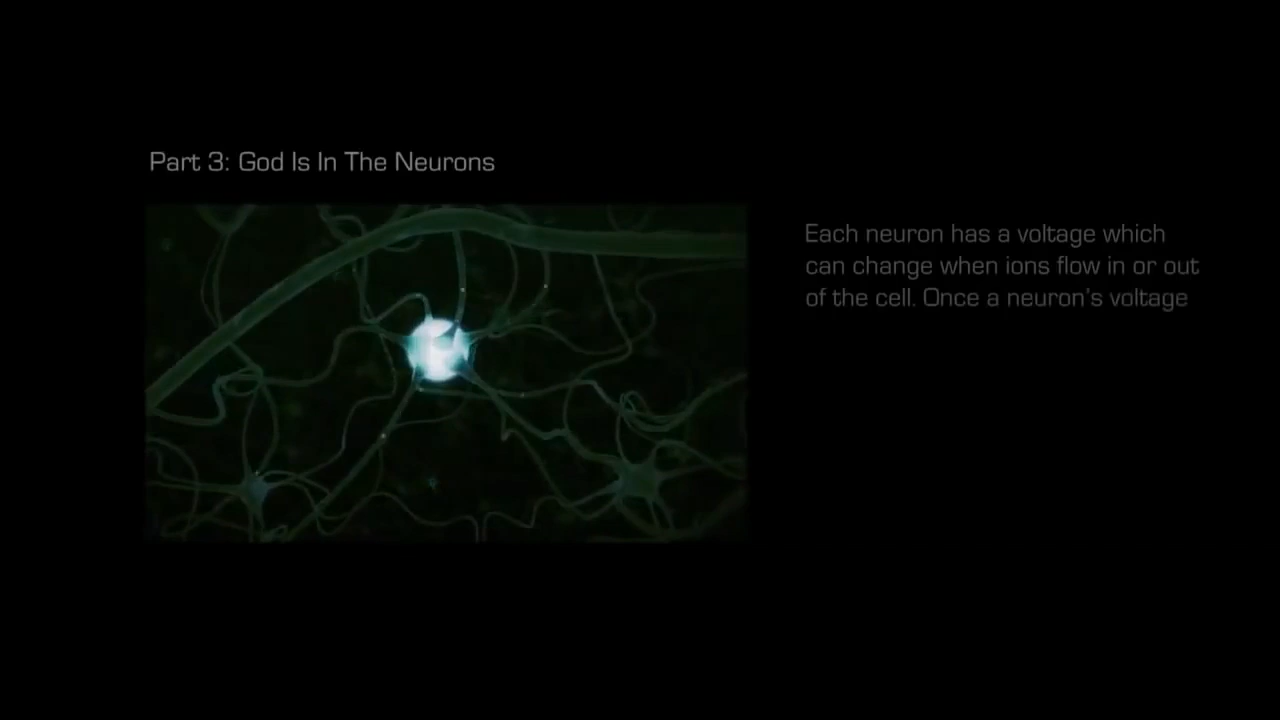 Part 3: God Is In The Neurons
Each neuron has a voltage which
can change when ions flow in or out
of the cell. Once a neuron's voltage